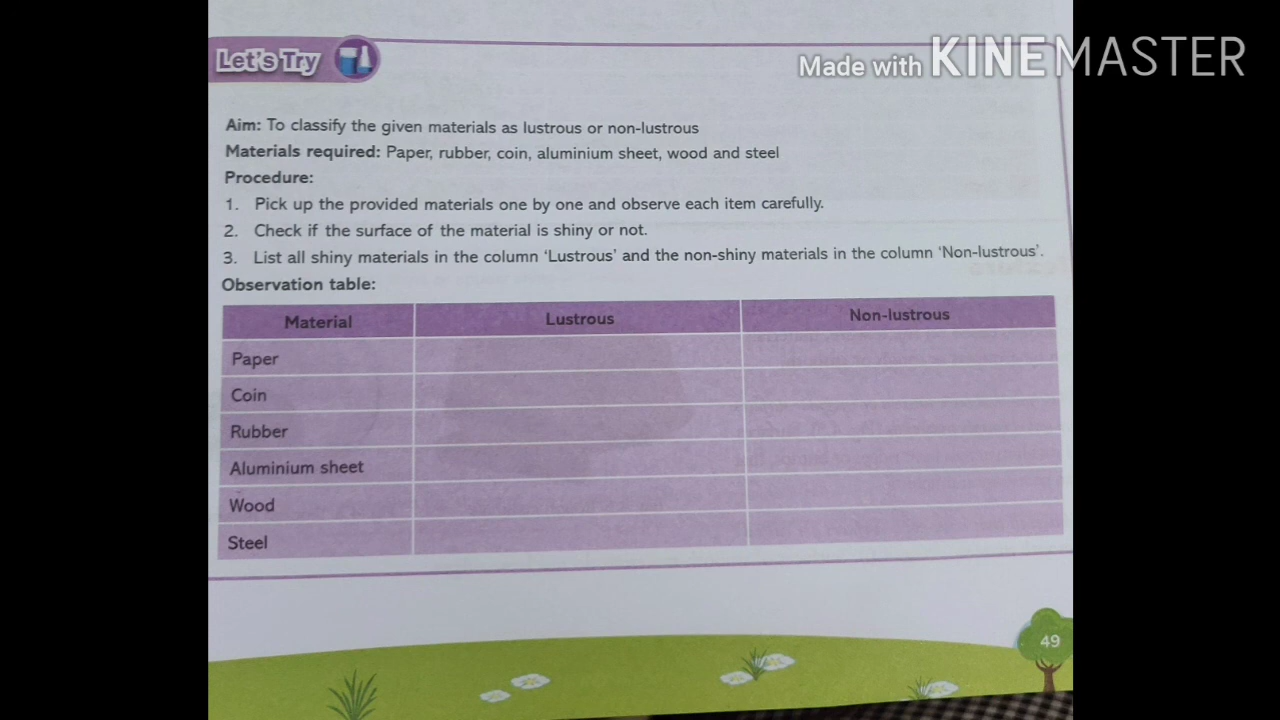 Let's Try
Made with KINEMASTER
Aim: To classify the given materials as lustrous or non-lustrous
Materials required: Paper, rubber, coin, aluminium sheet, wood and steel
Procedure:
1. Pick up the provided materials one by one and observe each item carefully.
2. Check if the surface of the material is shiny or not.
3. List all shiny materials in the column ‘Lustrous’ and the non-shiny materials in the column ‘Non-lustrous’.
Observation table:
Material Lustrous Non-lustrous
Paper
Coin
Rubber
Aluminium sheet
Wood
Steel
49